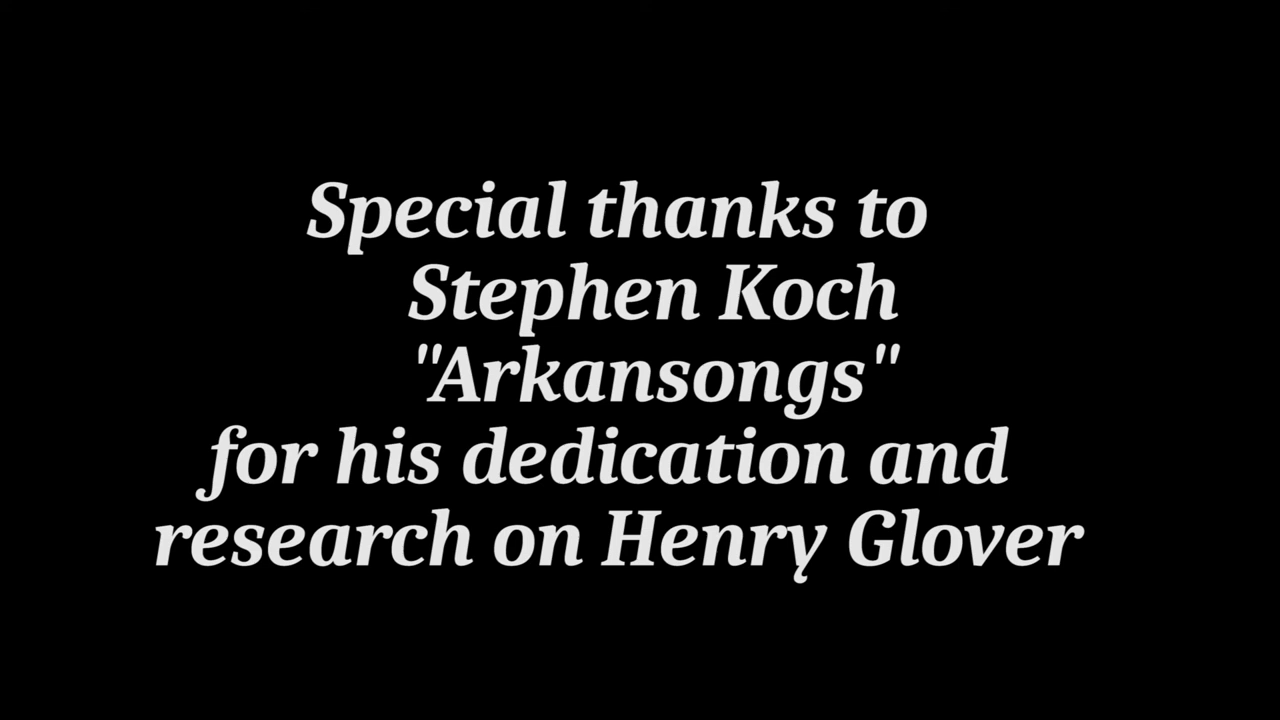 Special thanks to
Stephen Koch
"Arkansongs"
for his dedication and
research on Henry Glover